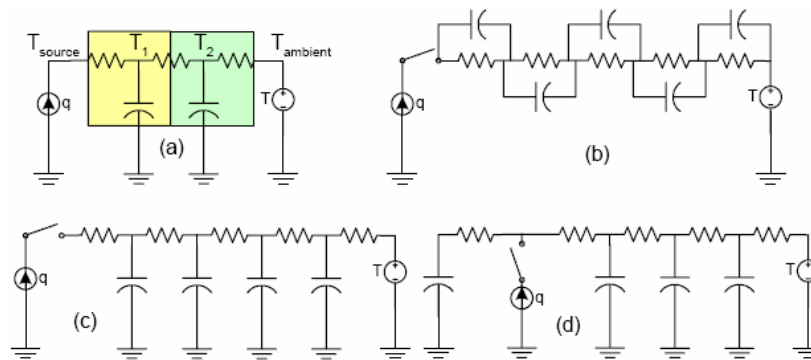 T_source T_1 T_2 T_ambient
q T
(a)
q T
(b)
q T
(c)
q T
(d)